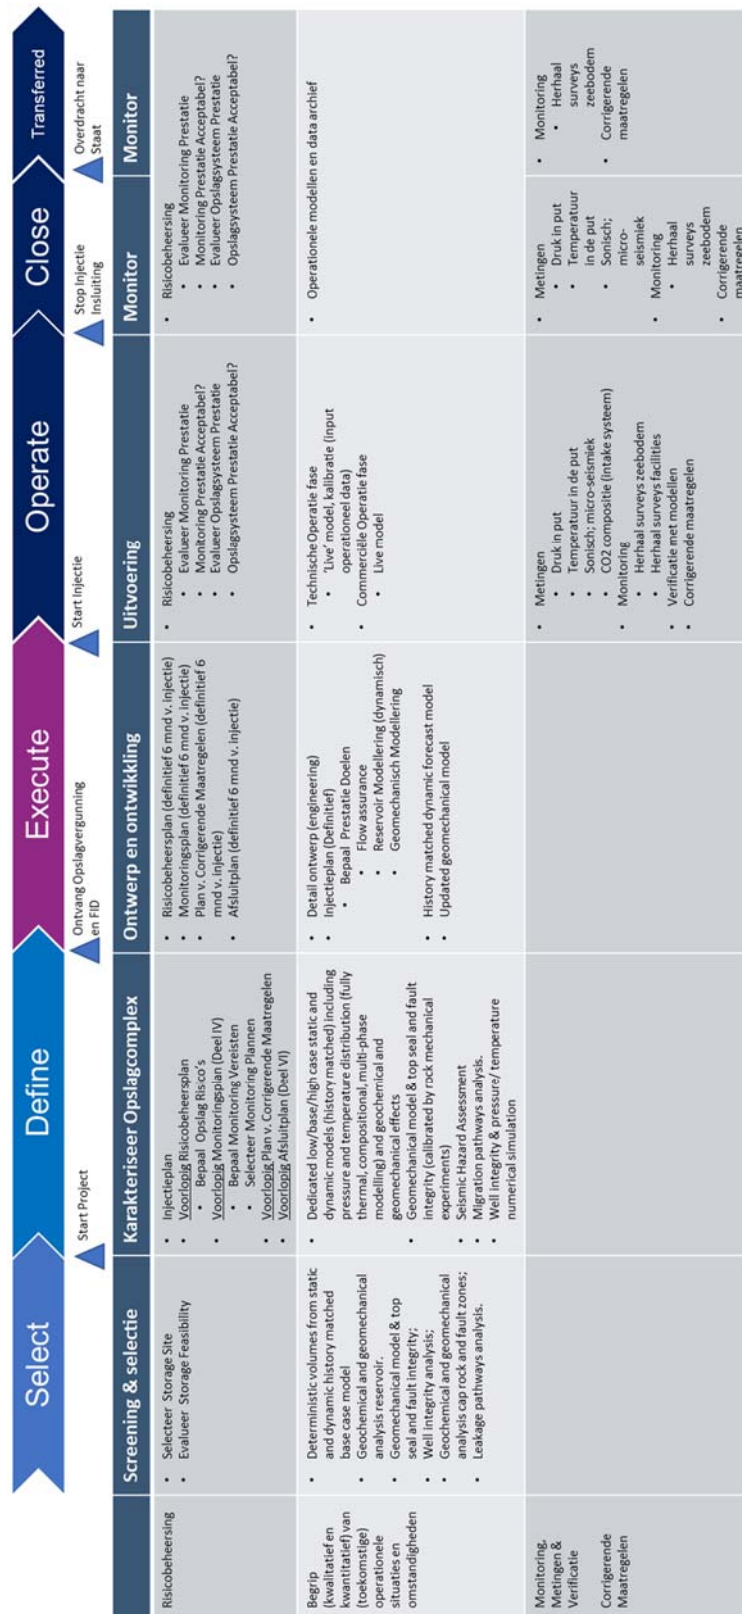 Select
Define
Execute
Operate
Close
Transferred
Start Project
Ontvang Opslagvergunning
en FID
Start Injectie
Stop Injectie
Insluiting
Overdracht naar
Staat
Screening & selectie
Karakteriseer Opslagcomplex
Ontwerp en ontwikkeling
Uitvoering
Monitor
Monitor
Risicobeheersing
• Selecteer Storage Site
• Evalueer Storage Feasibility
• Injectieplan
• Voorlopig Risicobeheersplan
• Bepaal Opslag Risico's
• Voorlopig Monitoringsplan (Deel IV)
• Bepaal Monitoring Vereisten
• Selecteer Monitoring Plannen
• Voorlopig Plan v. Corrigerende Maatregelen
• Voorlopig Afsluitplan (Deel VI)
• Risicobeheersplan (definitief 6 mnd v. injectie)
• Monitoringsplan (definitief 6 mnd v. injectie)
• Plan v. Corrigerende Maatregelen (definitief 6
mnd v. injectie)
• Afsluitplan (definitief 6 mnd v. injectie)
• Risicobeheersing
• Evalueer Monitoring Prestatie
• Monitoring Prestatie Acceptabel?
• Evalueer Opslagsysteem Prestatie
• Opslagsysteem Prestatie Acceptabel?
• Risicobeheersing
• Evalueer Monitoring Prestatie
• Monitoring Prestatie Acceptabel?
• Evalueer Opslagsysteem Prestatie
• Opslagsysteem Prestatie Acceptabel?
Begrip
(kwalitatief en
kwantitatief) van
(toekomstige)
operationele
situaties en
omstandigheden
• Deterministic volumes from static
and dynamic history matched
base case model
• Geochemical and geomechanical
analysis reservoir.
• Geomechanical model & top
seal and fault integrity;
• Well integrity analysis;
• Geochemical and geomechanical
analysis cap rock and fault zones;
• Leakage pathways analysis.
• Dedicated low/base/high case static and
dynamic models (history matched) including
pressure and temperature distribution (fully
thermal, compositional, multi-phase
modelling) and geochemical and
geomechanical effects
• Geomechanical model & top seal and fault
integrity (calibrated by rock mechanical
experiments)
• Seismic Hazard Assessment
• Migration pathways analysis.
• Well integrity & pressure/ temperature
numerical simulation
• Detail ontwerp (engineering)
• Injectieplan (Definitief)
• Bepaal Prestatie Doelen
• Flow assurance
• Reservoir Modellering (dynamisch)
• Geomechanisch Modellering
• History matched dynamic forecast model
• Updated geomechanical model
• Technische Operatie fase
• 'Live' model, kalibratie (input
operationeel data)
• Commerciële Operatie fase
• Live model
• Operationele modellen en data archief
Monitoring,
Metingen &
Verificatie
Corrigerende
Maatregelen
• Metingen
• Druk in put
• Temperatuur in de put
• Sonisch; micro-seismiek
• CO2 compositie (intake systeem)
• Monitoring
• Herhaal surveys zeebodem
• Herhaal surveys facilities
• Verificatie met modellen
• Corrigerende maatregelen
• Metingen
• Druk in put
• Temperatuur
in de put
• Sonisch;
micro-
seismiek
• Monitoring
• Herhaal
surveys
zeebodem
• Corrigerende
maatregelen
• Monitoring
• Herhaal
surveys
zeebodem
• Corrigerende
maatregelen